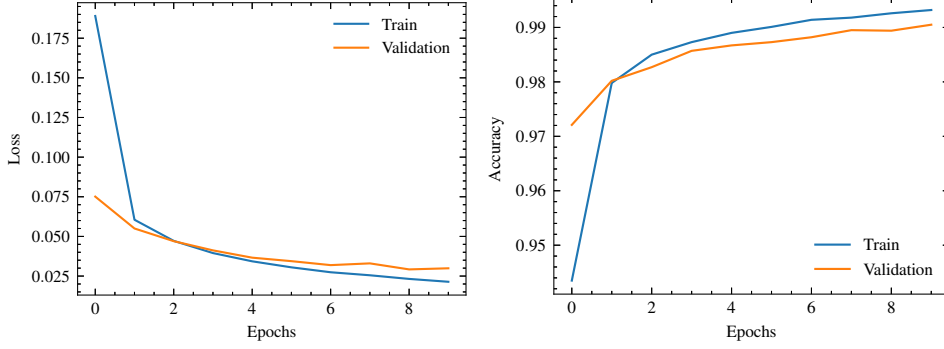 0.175
0.150
0.125
0.100
0.075
0.050
0.025
Loss
0 2 4 6 8
Epochs
Train
Validation
0.99
0.98
0.97
0.96
0.95
Accuracy
0 2 4 6 8
Epochs
Train
Validation